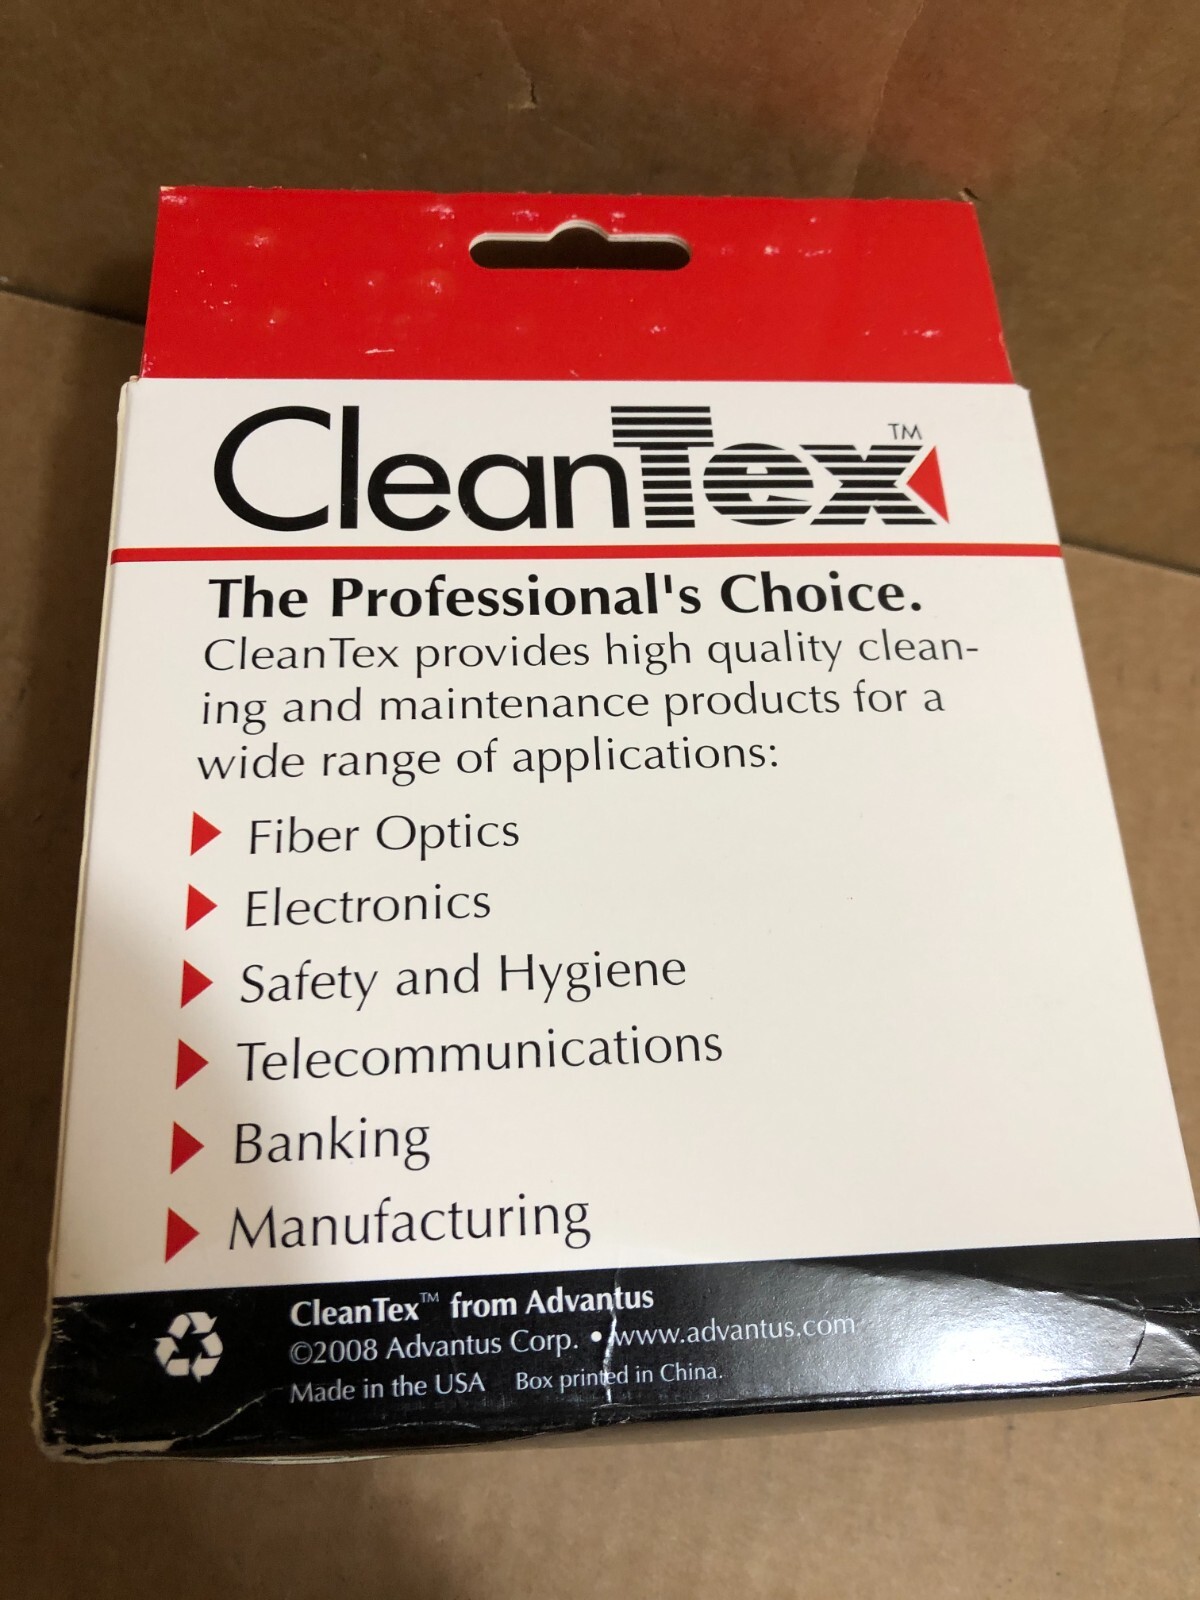 CleanTex™
The Professional's Choice.
CleanTex provides high quality clean-
ing and maintenance products for a
wide range of applications:
Fiber Optics
Electronics
Safety and Hygiene
Telecommunications
Banking
Manufacturing
CleanTex™ from Advantus
©2008 Advantus Corp. • www.advantus.com
Made in the USA Box printed in China.